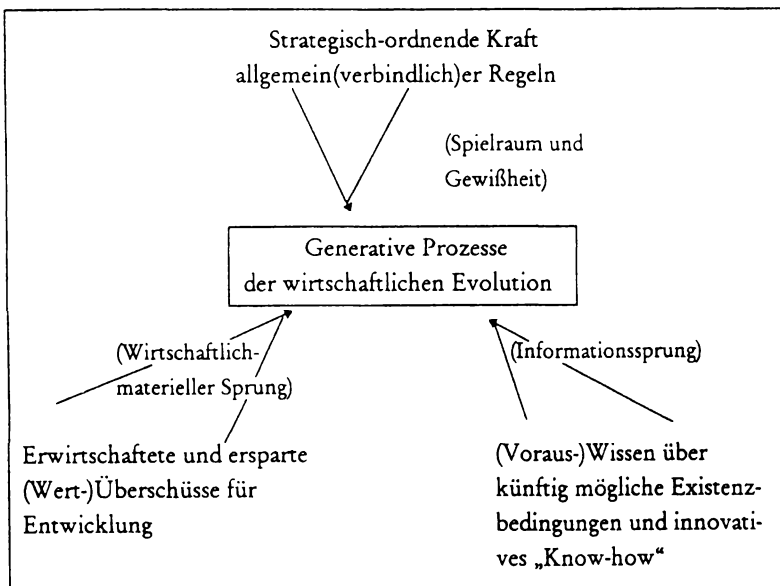 Strategisch-ordnende Kraft
allgemein(verbindlich)er Regeln
(Spielraum und
Gewißheit)
Generative Prozesse
der wirtschaftlichen Evolution
(Wirtschaftlich-
materieller Sprung)
(Informationssprung)
Erwirtschaftete und ersparte
(Wert-)Überschüsse für
Entwicklung
(Voraus-)Wissen über
künftig mögliche Existenz-
bedingungen und innovati-
ves „Know-how“